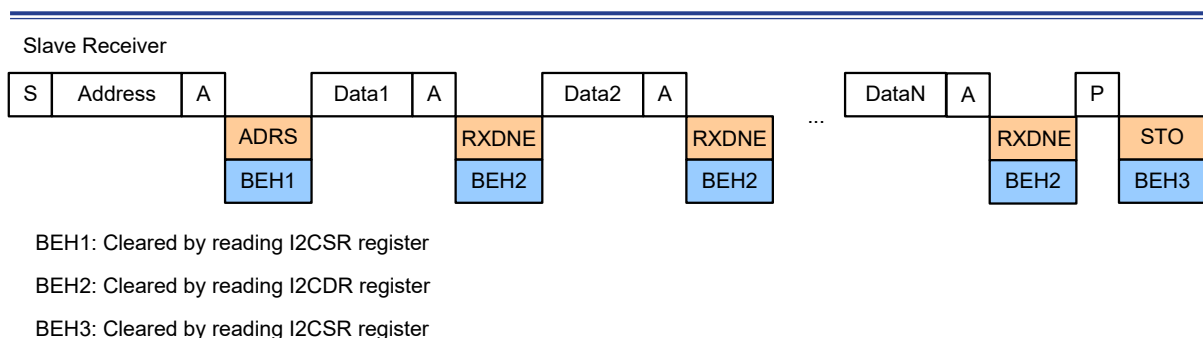 Slave Receiver
S Address A Data1 A Data2 A DataN A P
...
ADRS RXDNE RXDNE RXDNE STO
BEH1 BEH2 BEH2 BEH2 BEH3
BEH1: Cleared by reading I2CSR register
BEH2: Cleared by reading I2CDR register
BEH3: Cleared by reading I2CSR register